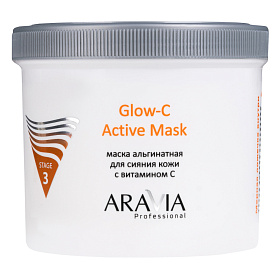 Glow-C
Active Mask
маска альгинатная
для сияния кожи
с витамином С
STAGE
3
ARAVIA
Professional